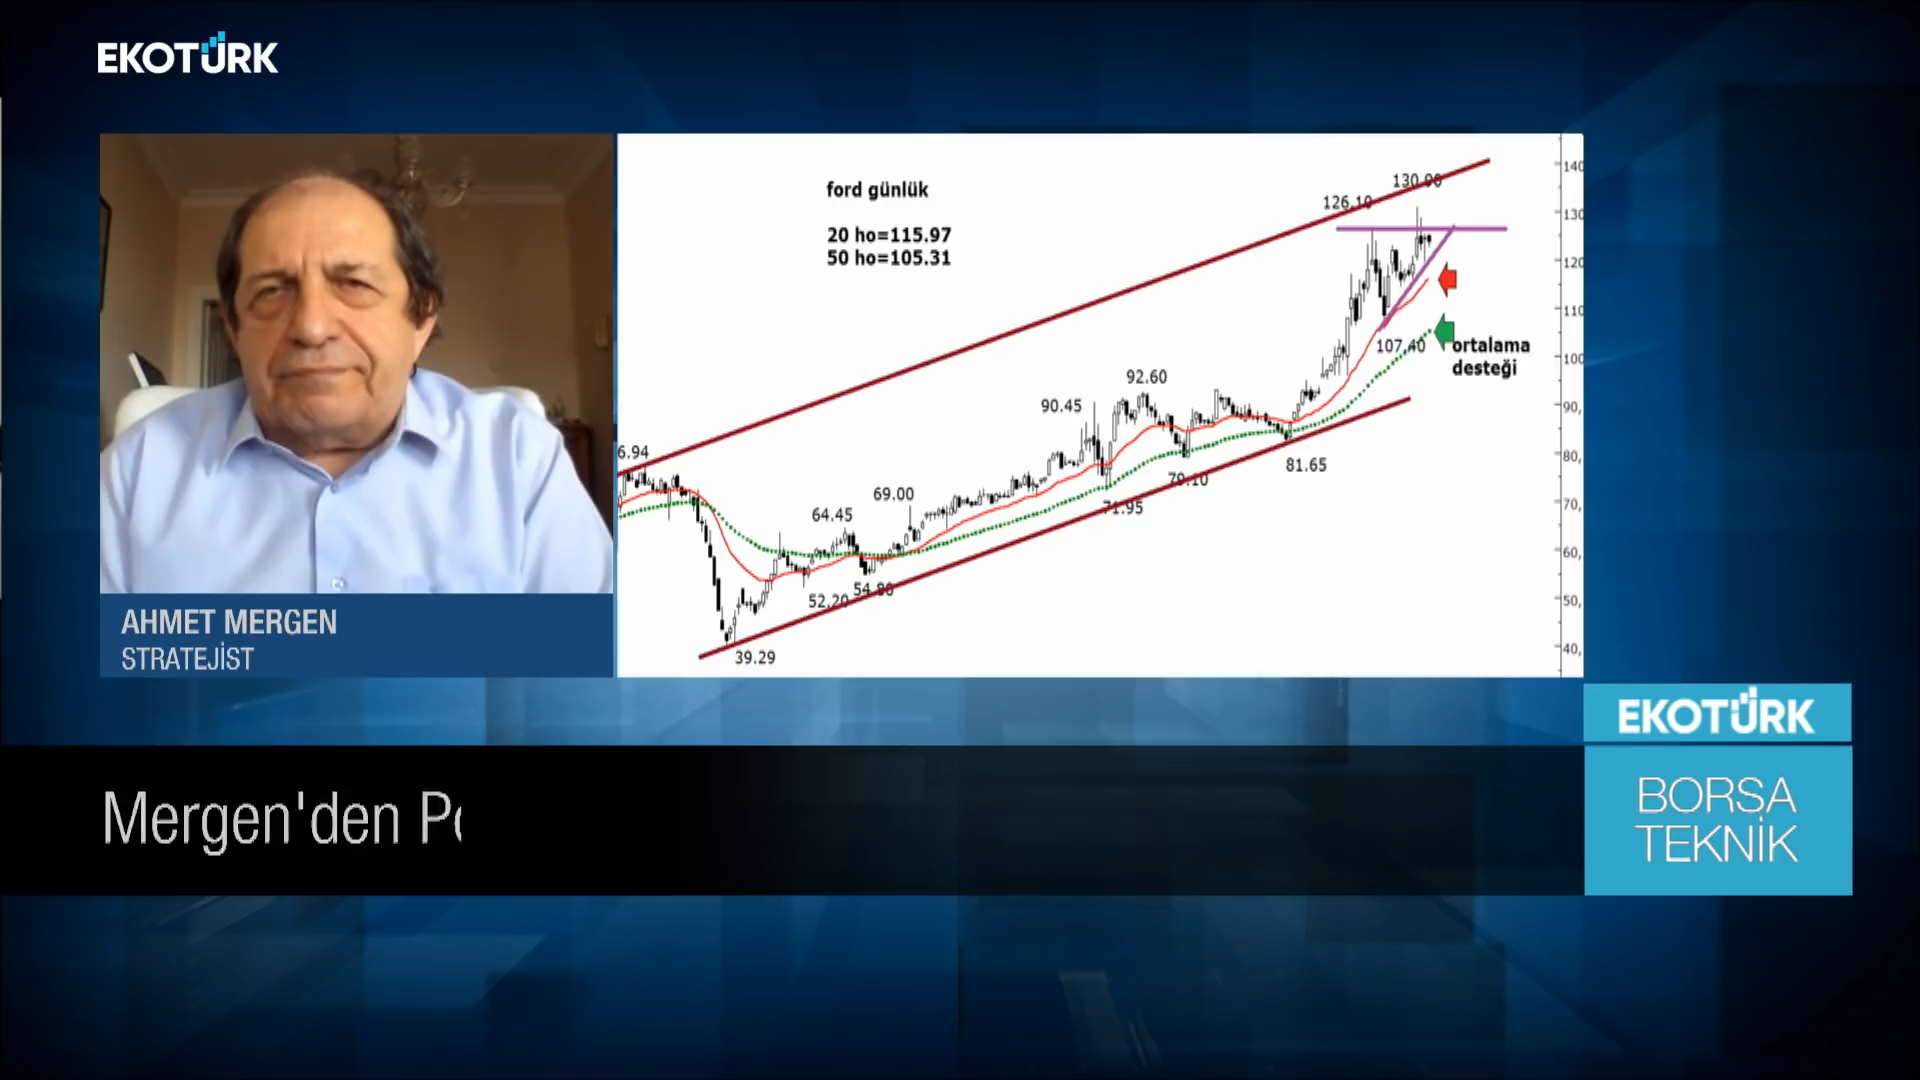 EKOTÜRK
ford günlük
20 ho=115.97
50 ho=105.31
126.10
130.90
107.40
ortalama
desteği
92.60
90.45
81.65
79.10
71.95
6.94
69.00
64.45
54.80
52.20
39.29
140
130
120
110
100
90,
80,
70,
60,
50,
40,
AHMET MERGEN
STRATEJİST
EKOTÜRK
BORSA
TEKNİK
Mergen'den